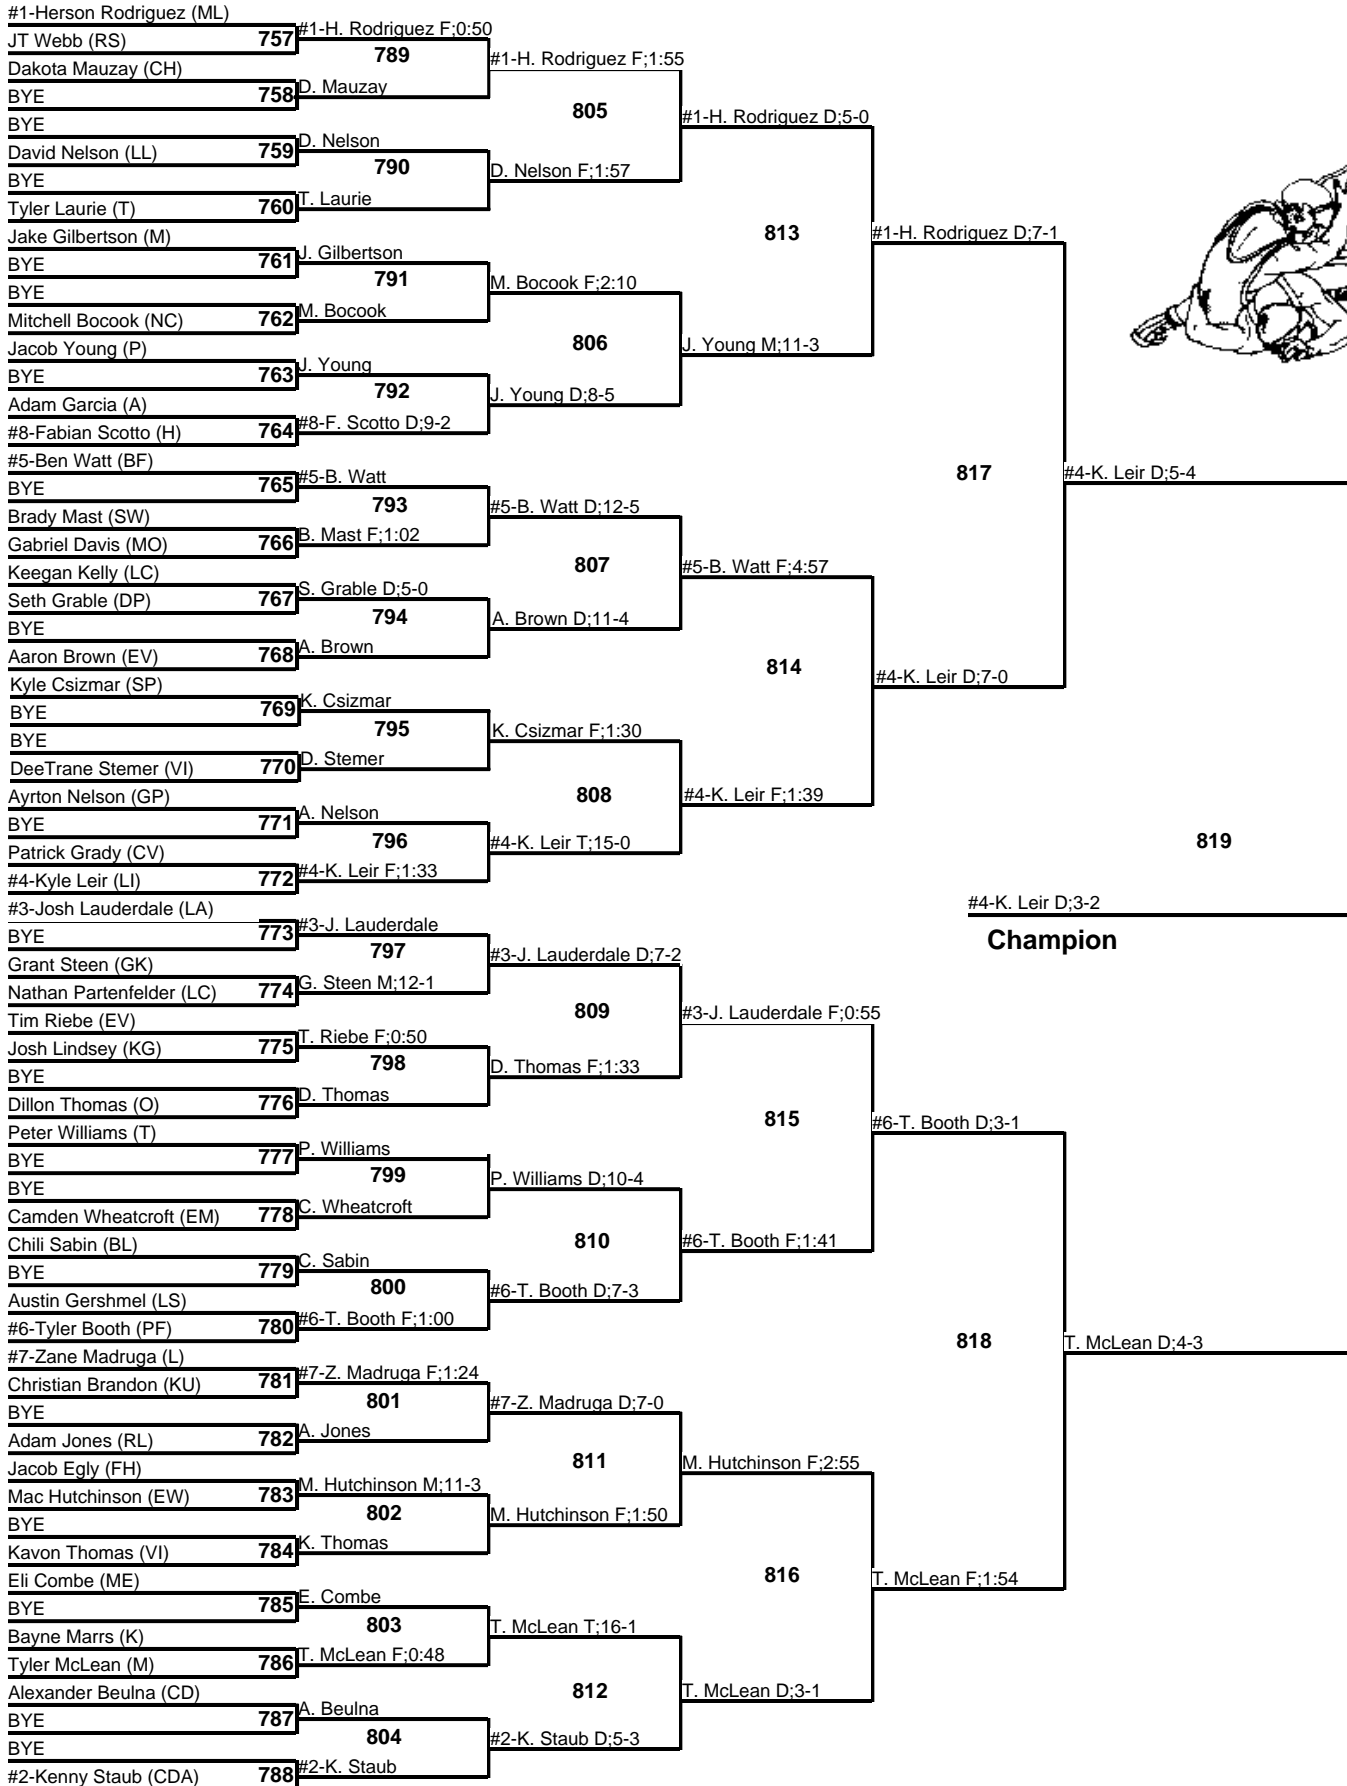 #1-Herson Rodriguez (ML)
JT Webb (RS)
757
Dakota Mauzay (CH)
BYE
758
BYE
David Nelson (LL)
759
BYE
Tyler Laurie (T)
760
Jake Gilbertson (M)
BYE
761
BYE
Mitchell Bocook (NC)
762
Jacob Young (P)
BYE
763
Adam Garcia (A)
#8-Fabian Scotto (H)
764
#5-Ben Watt (BF)
BYE
765
Brady Mast (SW)
Gabriel Davis (MO)
766
Keegan Kelly (LC)
Seth Grable (DP)
767
BYE
Aaron Brown (EV)
768
Kyle Csizmar (SP)
BYE
769
BYE
DeeTrane Stemer (VI)
770
Ayrton Nelson (GP)
BYE
771
Patrick Grady (CV)
#4-Kyle Leir (LI)
772
#3-Josh Lauderdale (LA)
BYE
773
Grant Steen (GK)
Nathan Partenfelder (LC)
774
Tim Riebe (EV)
Josh Lindsey (KG)
775
BYE
Dillon Thomas (O)
776
Peter Williams (T)
BYE
777
BYE
Camden Wheatcroft (EM)
778
Chili Sabin (BL)
BYE
779
Austin Gershmel (LS)
#6-Tyler Booth (PF)
780
#7-Zane Madruga (L)
Christian Brandon (KU)
781
BYE
Adam Jones (RL)
782
Jacob Egly (FH)
Mac Hutchinson (EW)
783
BYE
Kavon Thomas (VI)
784
Eli Combe (ME)
BYE
785
Bayne Marrs (K)
Tyler McLean (M)
786
Alexander Beulna (CD)
BYE
787
BYE
#2-Kenny Staub (CDA)
788
#1-H. Rodriguez F;0:50
789
D. Mauzay
D. Nelson
790
T. Laurie
J. Gilbertson
791
M. Bocook
J. Young
792
#8-F. Scotto D;9-2
#5-B. Watt
793
B. Mast F;1:02
S. Grable D;5-0
794
A. Brown
K. Csizmar
795
D. Stemer
A. Nelson
796
#4-K. Leir F;1:33
#3-J. Lauderdale
797
G. Steen M;12-1
T. Riebe F;0:50
798
D. Thomas
P. Williams
799
C. Wheatcroft
C. Sabin
800
#6-T. Booth F;1:00
#7-Z. Madruga F;1:24
801
A. Jones
M. Hutchinson M;11-3
802
K. Thomas
E. Combe
803
T. McLean F;0:48
A. Beulna
804
#2-K. Staub
#1-H. Rodriguez F;1:55
805
D. Nelson F;1:57
M. Bocook F;2:10
806
J. Young D;8-5
#5-B. Watt D;12-5
807
A. Brown D;11-4
K. Csizmar F;1:30
808
#4-K. Leir T;15-0
#3-J. Lauderdale D;7-2
809
D. Thomas F;1:33
P. Williams D;10-4
810
#6-T. Booth D;7-3
#7-Z. Madruga D;7-0
811
M. Hutchinson F;1:50
T. McLean T;16-1
812
#2-K. Staub D;5-3
#1-H. Rodriguez D;5-0
813
J. Young M;11-3
#5-B. Watt F;4:57
814
#4-K. Leir F;1:39
#3-J. Lauderdale F;0:55
815
#6-T. Booth F;1:41
M. Hutchinson F;2:55
816
T. McLean D;3-1
#1-H. Rodriguez D;7-1
817
#4-K. Leir D;7-0
#6-T. Booth D;3-1
818
T. McLean F;1:54
#4-K. Leir D;5-4
819
T. McLean D;4-3
#4-K. Leir D;3-2
Champion